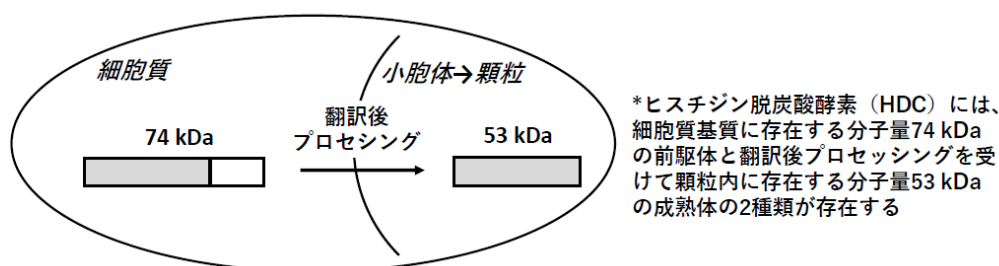 細胞質
小胞体→顆粒
翻訳後
プロセシング
74 kDa
53 kDa
*ヒスチジン脱炭酸酵素（HDC）には、
細胞質基質に存在する分子量74 kDa
の前駆体と翻訳後プロセッシングを受
けて顆粒内に存在する分子量53 kDa
の成熟体の2種類が存在する